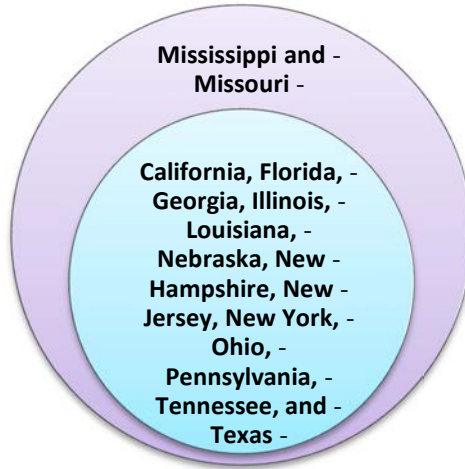 Mississippi and -
Missouri -
California, Florida, -
Georgia, Illinois, -
Louisiana, -
Nebraska, New -
Hampshire, New -
Jersey, New York, -
Ohio, -
Pennsylvania, -
Tennessee, and -
Texas -